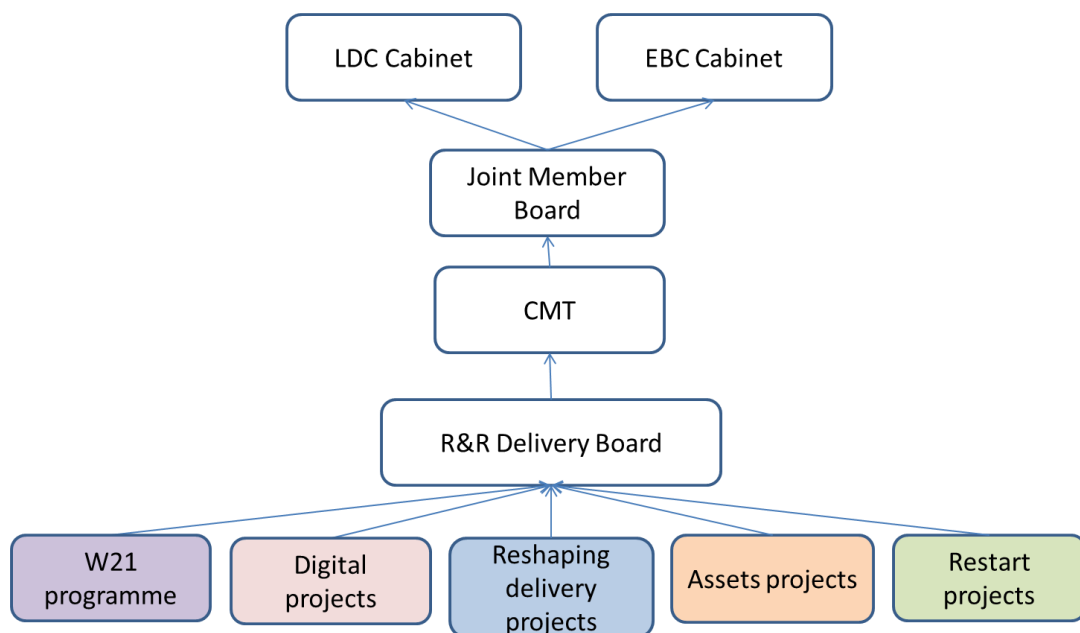 LDC Cabinet
EBC Cabinet
Joint Member
Board
CMT
R&R Delivery Board
W21
programme
Digital
projects
Reshaping
delivery
projects
Assets projects
Restart
projects